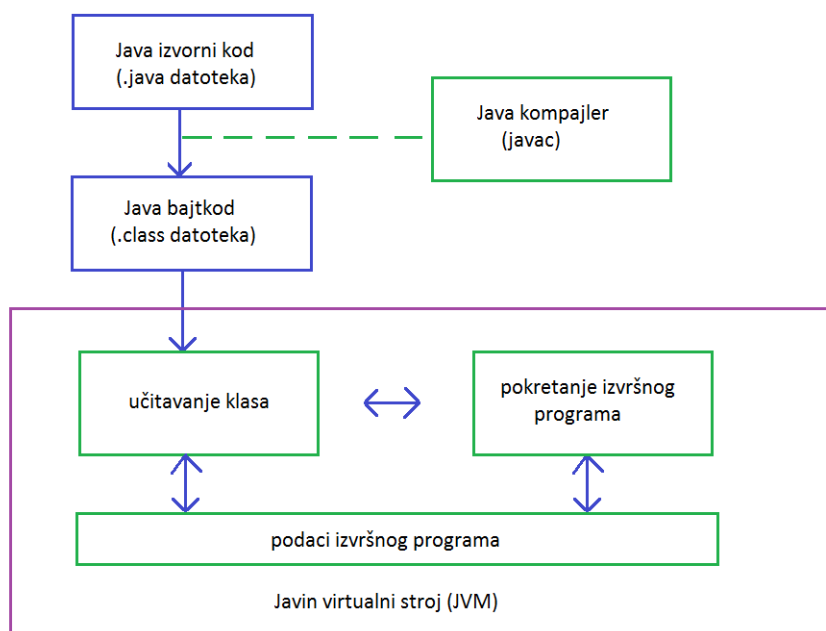 Java izvorni kod
(.java datoteka)
Java kompajler
(javac)
Java bajtkod
(.class datoteka)
učitavanje klasa
pokretanje izvršnog
programa
podaci izvršnog programa
Javin virtualni stroj (JVM)